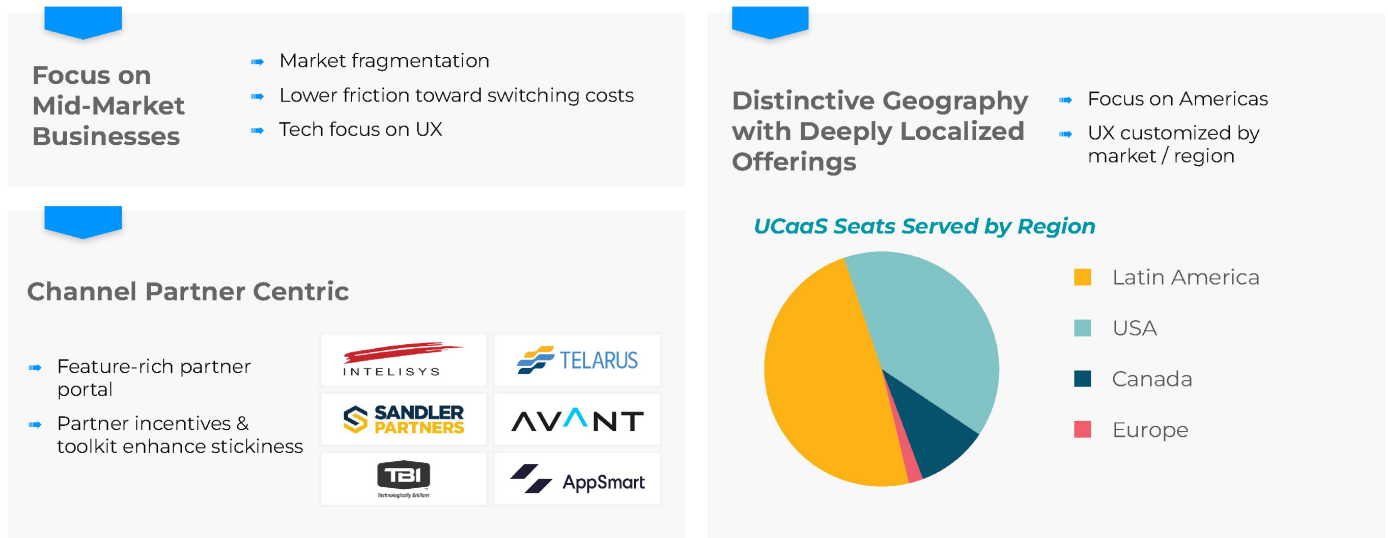 Focus on
Mid-Market
Businesses
Market fragmentation
Lower friction toward switching costs
Tech focus on UX
Channel Partner Centric
Feature-rich partner
portal
Partner incentives &
toolkit enhance stickiness
INTELISYS
TELARUS
SANDLER
PARTNERS
AVANT
TBI
Technologically Brilliant
AppSmart
Distinctive Geography
with Deeply Localized
Offerings
Focus on Americas
UX customized by
market / region
UCaaS Seats Served by Region
Latin America
USA
Canada
Europe